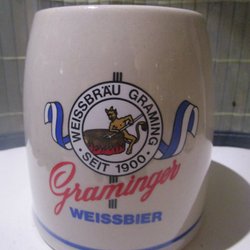 WEISSBRÄU GRAMING
· SEIT 1900 ·
Graminger
WEISSBIER